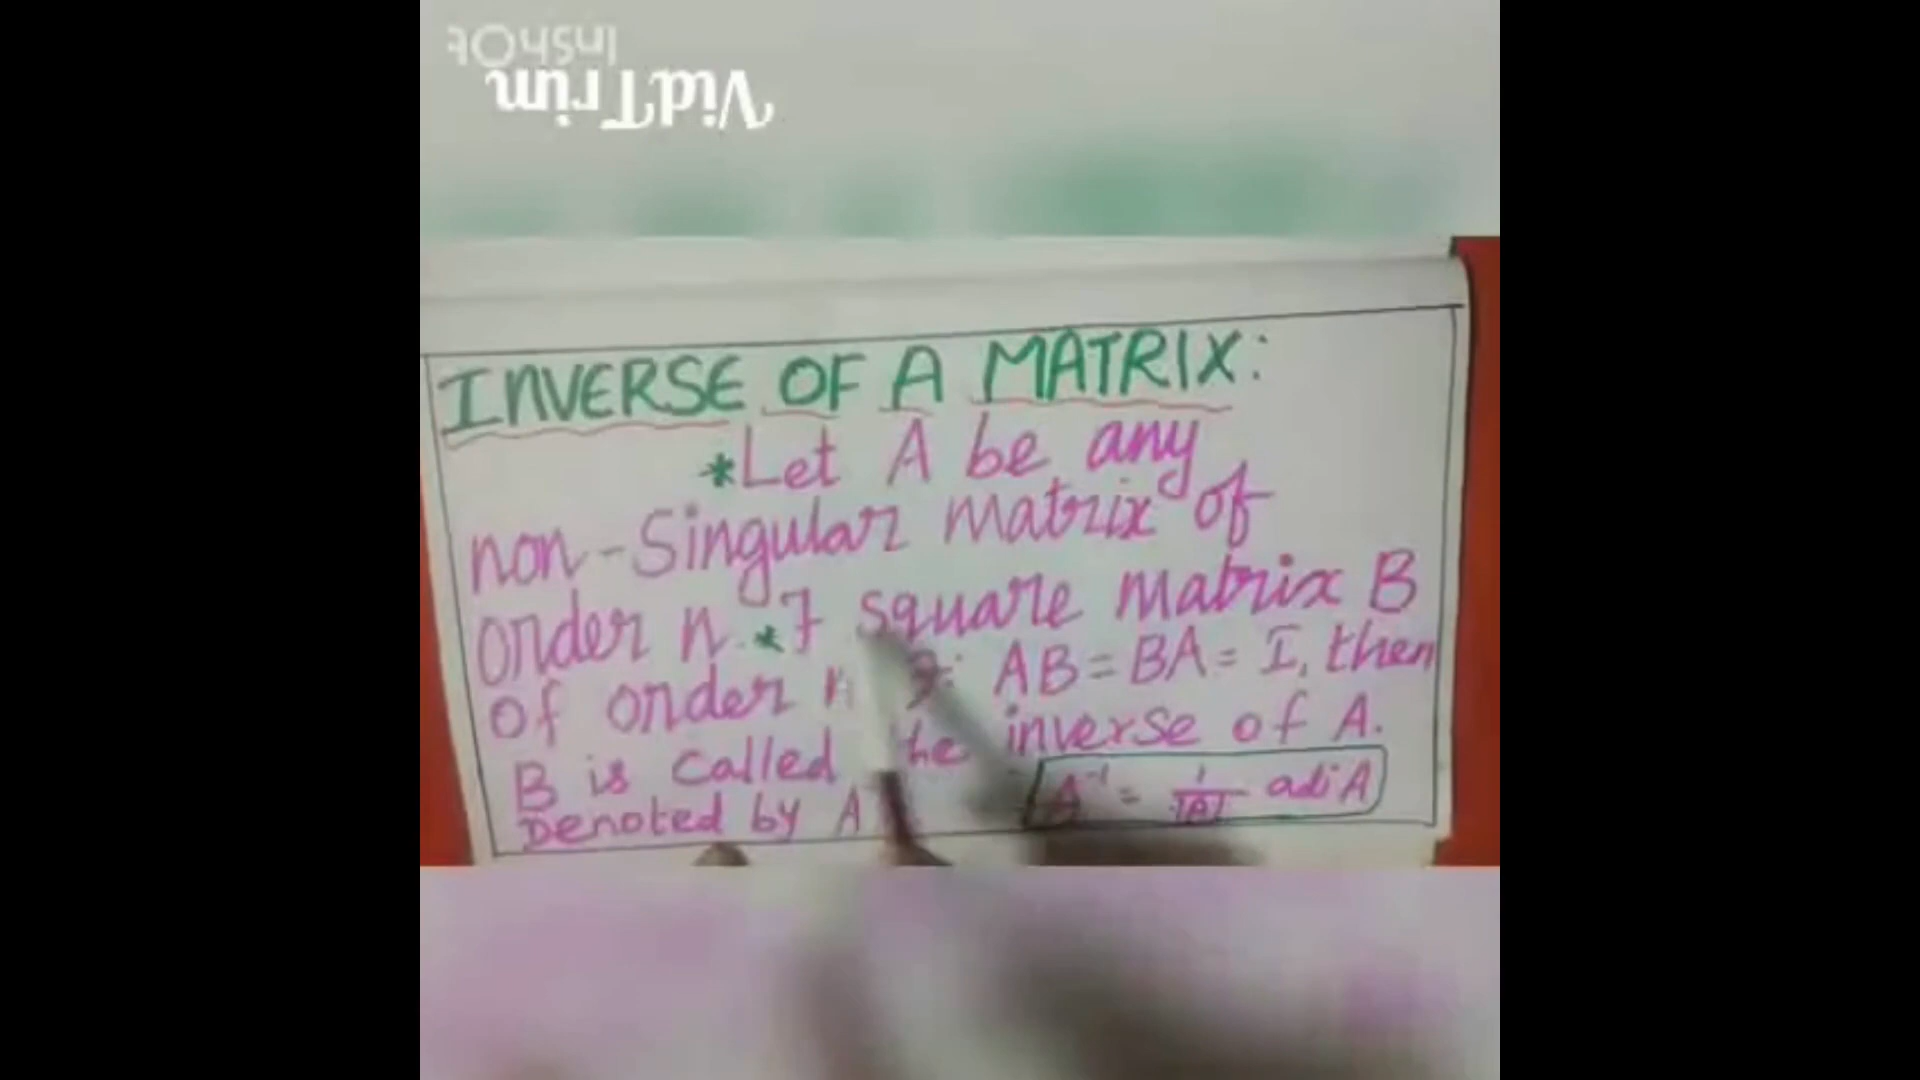 InShOt
VidTrim
INVERSE OF A MATRIX:
*Let A be any
non-Singular matrix of
order n. * Ǝ square matrix B
of order n AB = BA = I, then
B is called the inverse of A.
Denoted by A
A⁻¹ = 1/|A| adj A